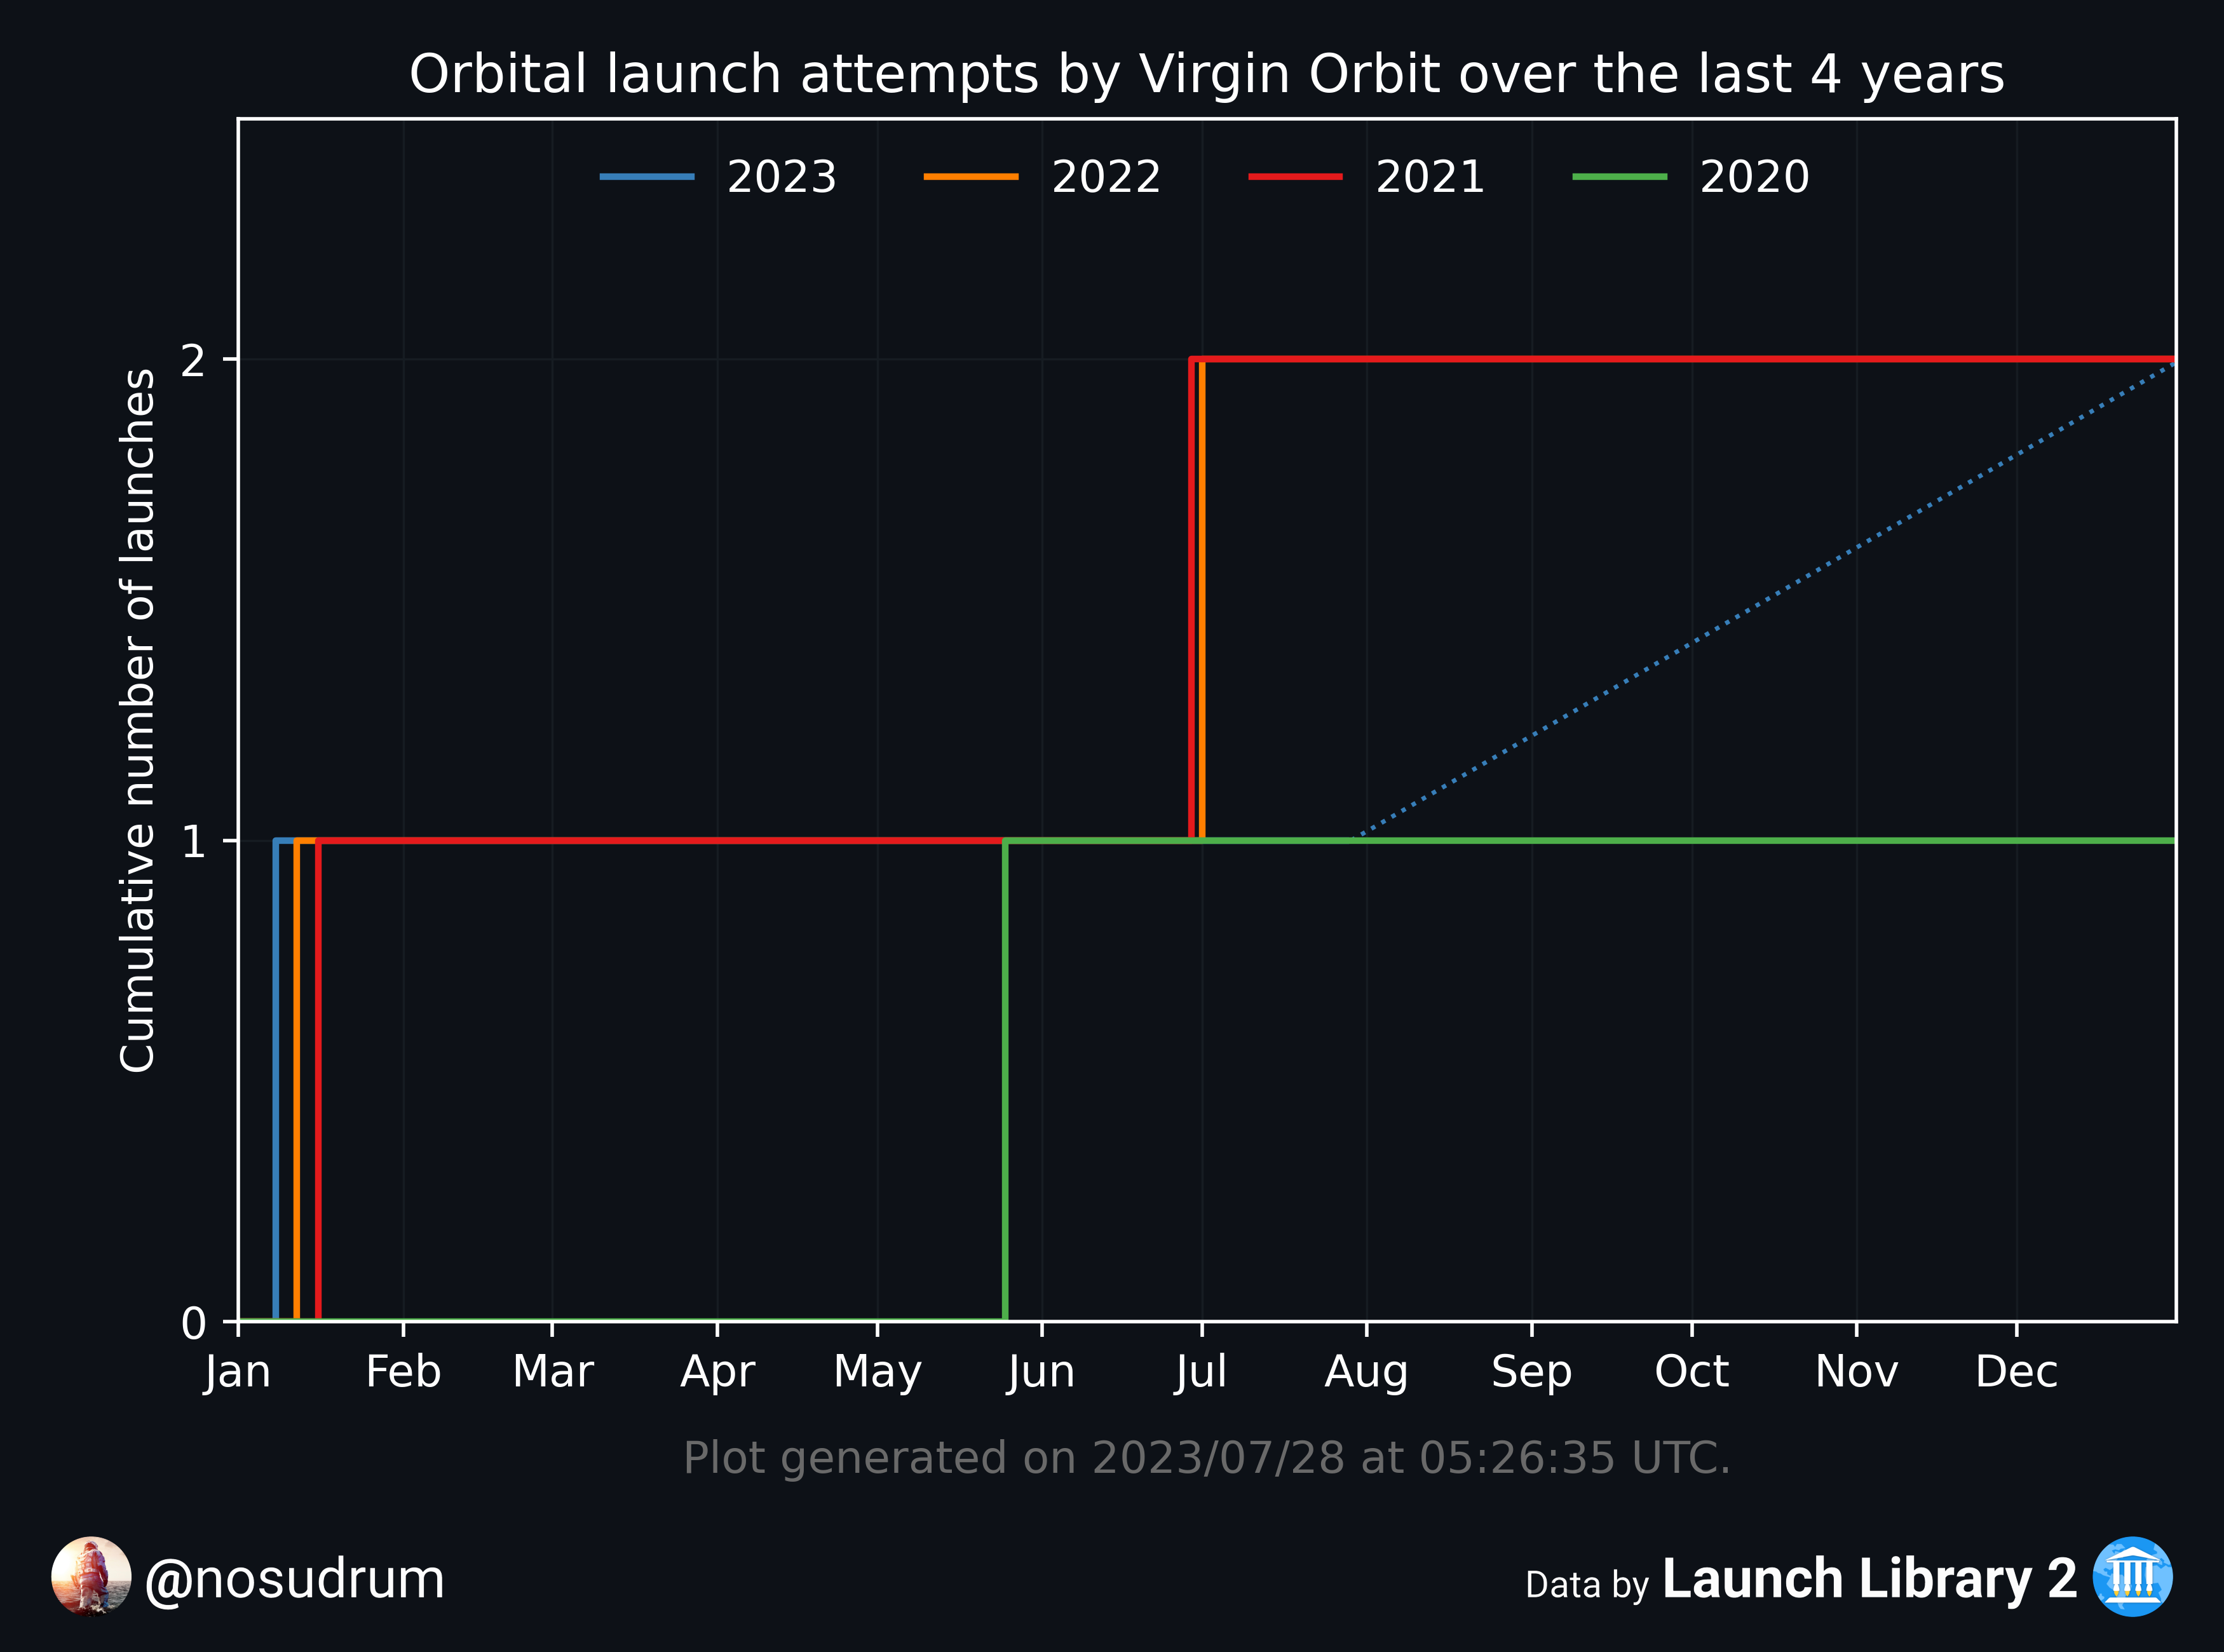 Orbital launch attempts by Virgin Orbit over the last 4 years
2023 2022 2021 2020
Cumulative number of launches
2
1
0
Jan Feb Mar Apr May Jun Jul Aug Sep Oct Nov Dec
Plot generated on 2023/07/28 at 05:26:35 UTC.
@nosudrum
Data by Launch Library 2